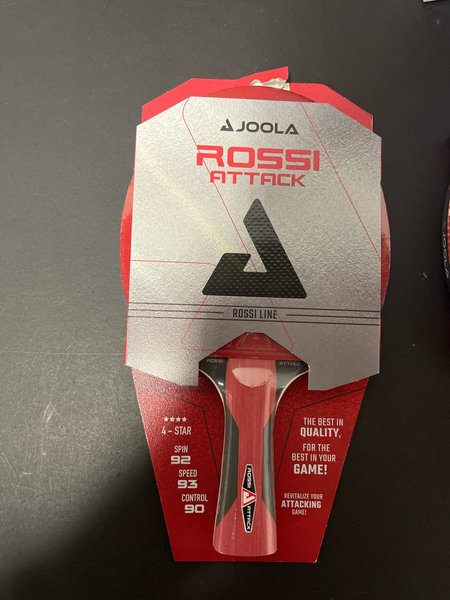 JOOLA
ROSSI
ATTACK
ROSSI LINE
ROSSI
ATTACK
4 - STAR
SPIN
92
SPEED
93
CONTROL
90
THE BEST IN
QUALITY,
FOR THE
BEST IN YOUR
GAME!
REVITALIZE YOUR
ATTACKING
GAME!
ROSSI ATTACK